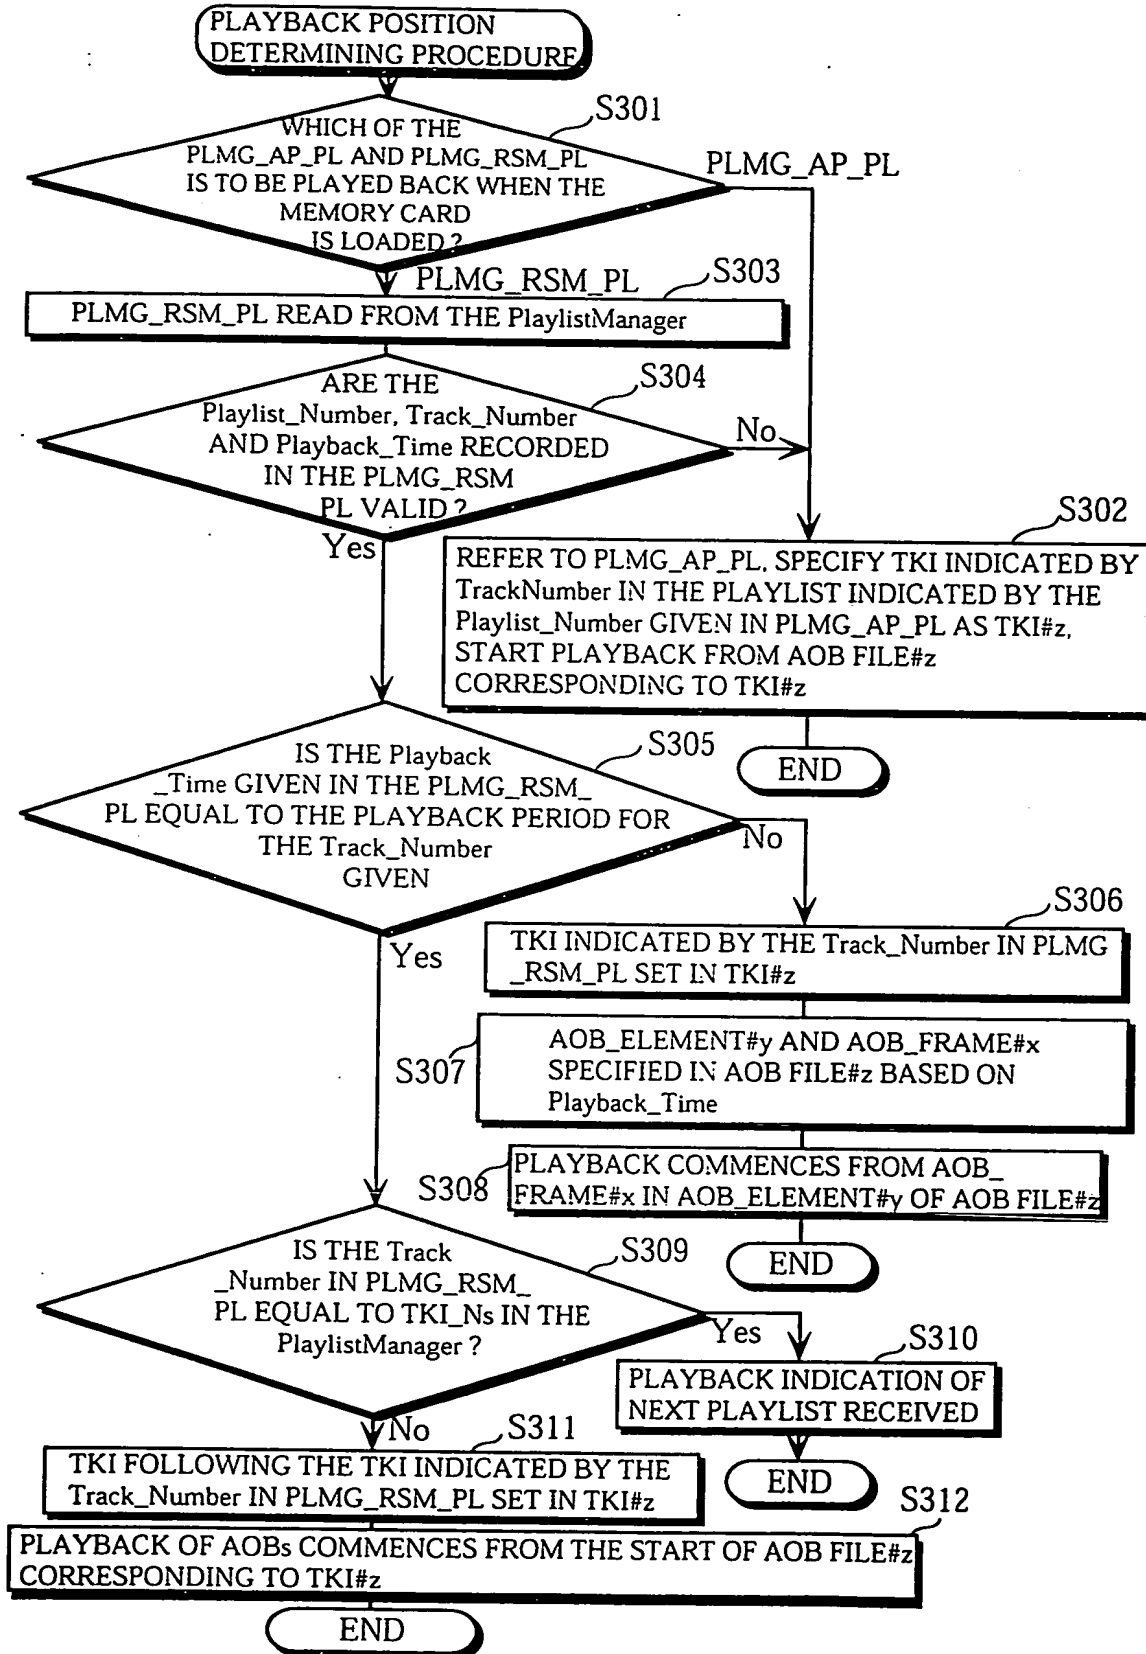 PLAYBACK POSITION
DETERMINING PROCEDURE
S301
WHICH OF THE
PLMG_AP_PL AND PLMG_RSM_PL
IS TO BE PLAYED BACK WHEN THE
MEMORY CARD
IS LOADED ?
PLMG_AP_PL
PLMG_RSM_PL
S303
PLMG_RSM_PL READ FROM THE PlaylistManager
S304
ARE THE
Playlist_Number, Track_Number
AND Playback_Time RECORDED
IN THE PLMG_RSM
PL VALID ?
No
Yes
S302
REFER TO PLMG_AP_PL, SPECIFY TKI INDICATED BY
TrackNumber IN THE PLAYLIST INDICATED BY THE
Playlist_Number GIVEN IN PLMG_AP_PL AS TKI#z,
START PLAYBACK FROM AOB FILE#z
CORRESPONDING TO TKI#z
END
S305
IS THE Playback
_Time GIVEN IN THE PLMG_RSM_
PL EQUAL TO THE PLAYBACK PERIOD FOR
THE Track_Number
GIVEN
No
Yes
S306
TKI INDICATED BY THE Track_Number IN PLMG
_RSM_PL SET IN TKI#z
S307
AOB_ELEMENT#y AND AOB_FRAME#x
SPECIFIED IN AOB FILE#z BASED ON
Playback_Time
S308
PLAYBACK COMMENCES FROM AOB_
FRAME#x IN AOB_ELEMENT#y OF AOB FILE#z
END
S309
IS THE Track
_Number IN PLMG_RSM_
PL EQUAL TO TKI_Ns IN THE
PlaylistManager ?
Yes
No
S310
PLAYBACK INDICATION OF
NEXT PLAYLIST RECEIVED
END
S311
TKI FOLLOWING THE TKI INDICATED BY THE
Track_Number IN PLMG_RSM_PL SET IN TKI#z
S312
PLAYBACK OF AOBs COMMENCES FROM THE START OF AOB FILE#z
CORRESPONDING TO TKI#z
END